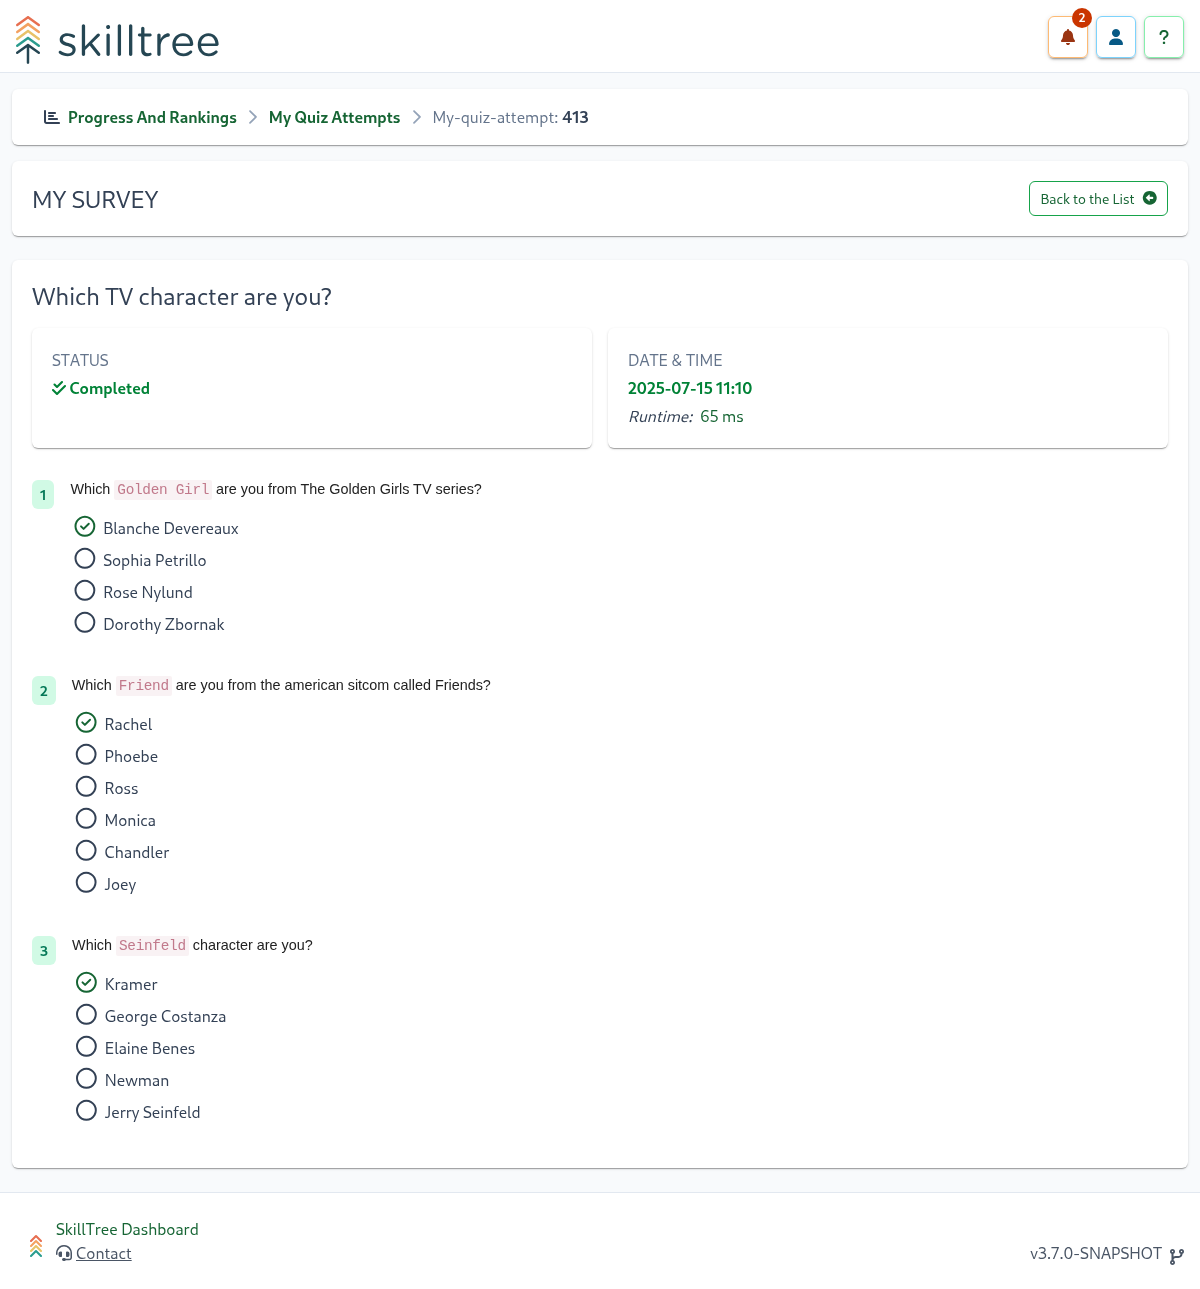 skilltree
2
?
Progress And Rankings > My Quiz Attempts > My-quiz-attempt: 413
MY SURVEY
Back to the List
Which TV character are you?
STATUS
Completed
DATE & TIME
2025-07-15 11:10
Runtime: 65 ms
1
Which Golden Girl are you from The Golden Girls TV series?
Blanche Devereaux
Sophia Petrillo
Rose Nylund
Dorothy Zbornak
2
Which Friend are you from the american sitcom called Friends?
Rachel
Phoebe
Ross
Monica
Chandler
Joey
3
Which Seinfeld character are you?
Kramer
George Costanza
Elaine Benes
Newman
Jerry Seinfeld
SkillTree Dashboard
Contact
v3.7.0-SNAPSHOT